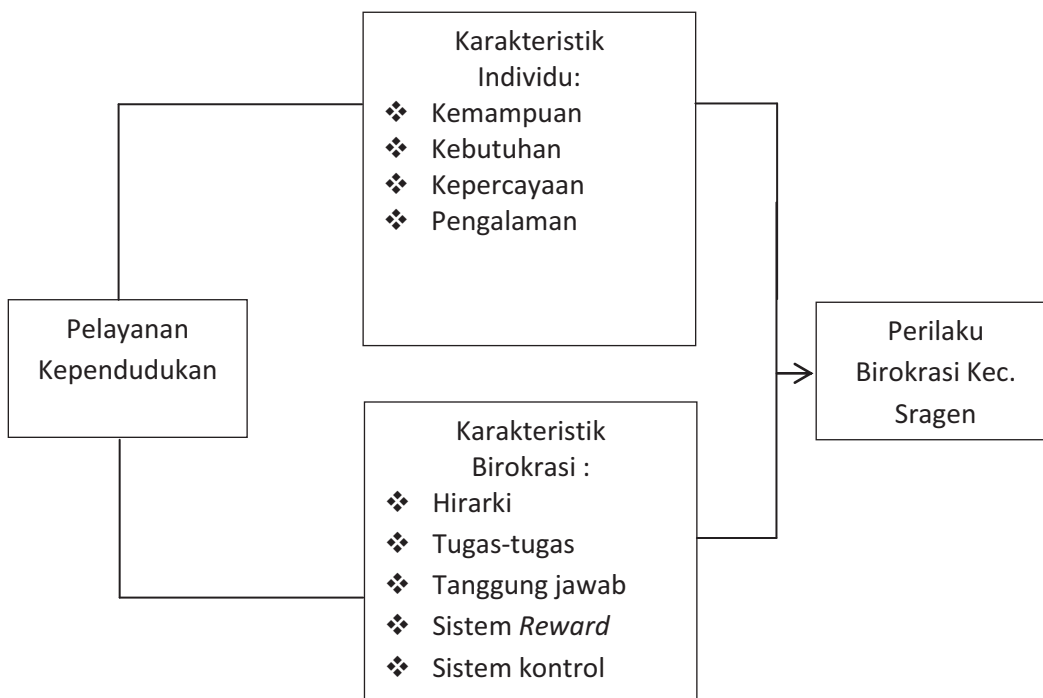 Karakteristik
Individu:
❖ Kemampuan
❖ Kebutuhan
❖ Kepercayaan
❖ Pengalaman
Pelayanan
Kependudukan
Perilaku
Birokrasi Kec.
Sragen
Karakteristik
Birokrasi :
❖ Hirarki
❖ Tugas-tugas
❖ Tanggung jawab
❖ Sistem Reward
❖ Sistem kontrol